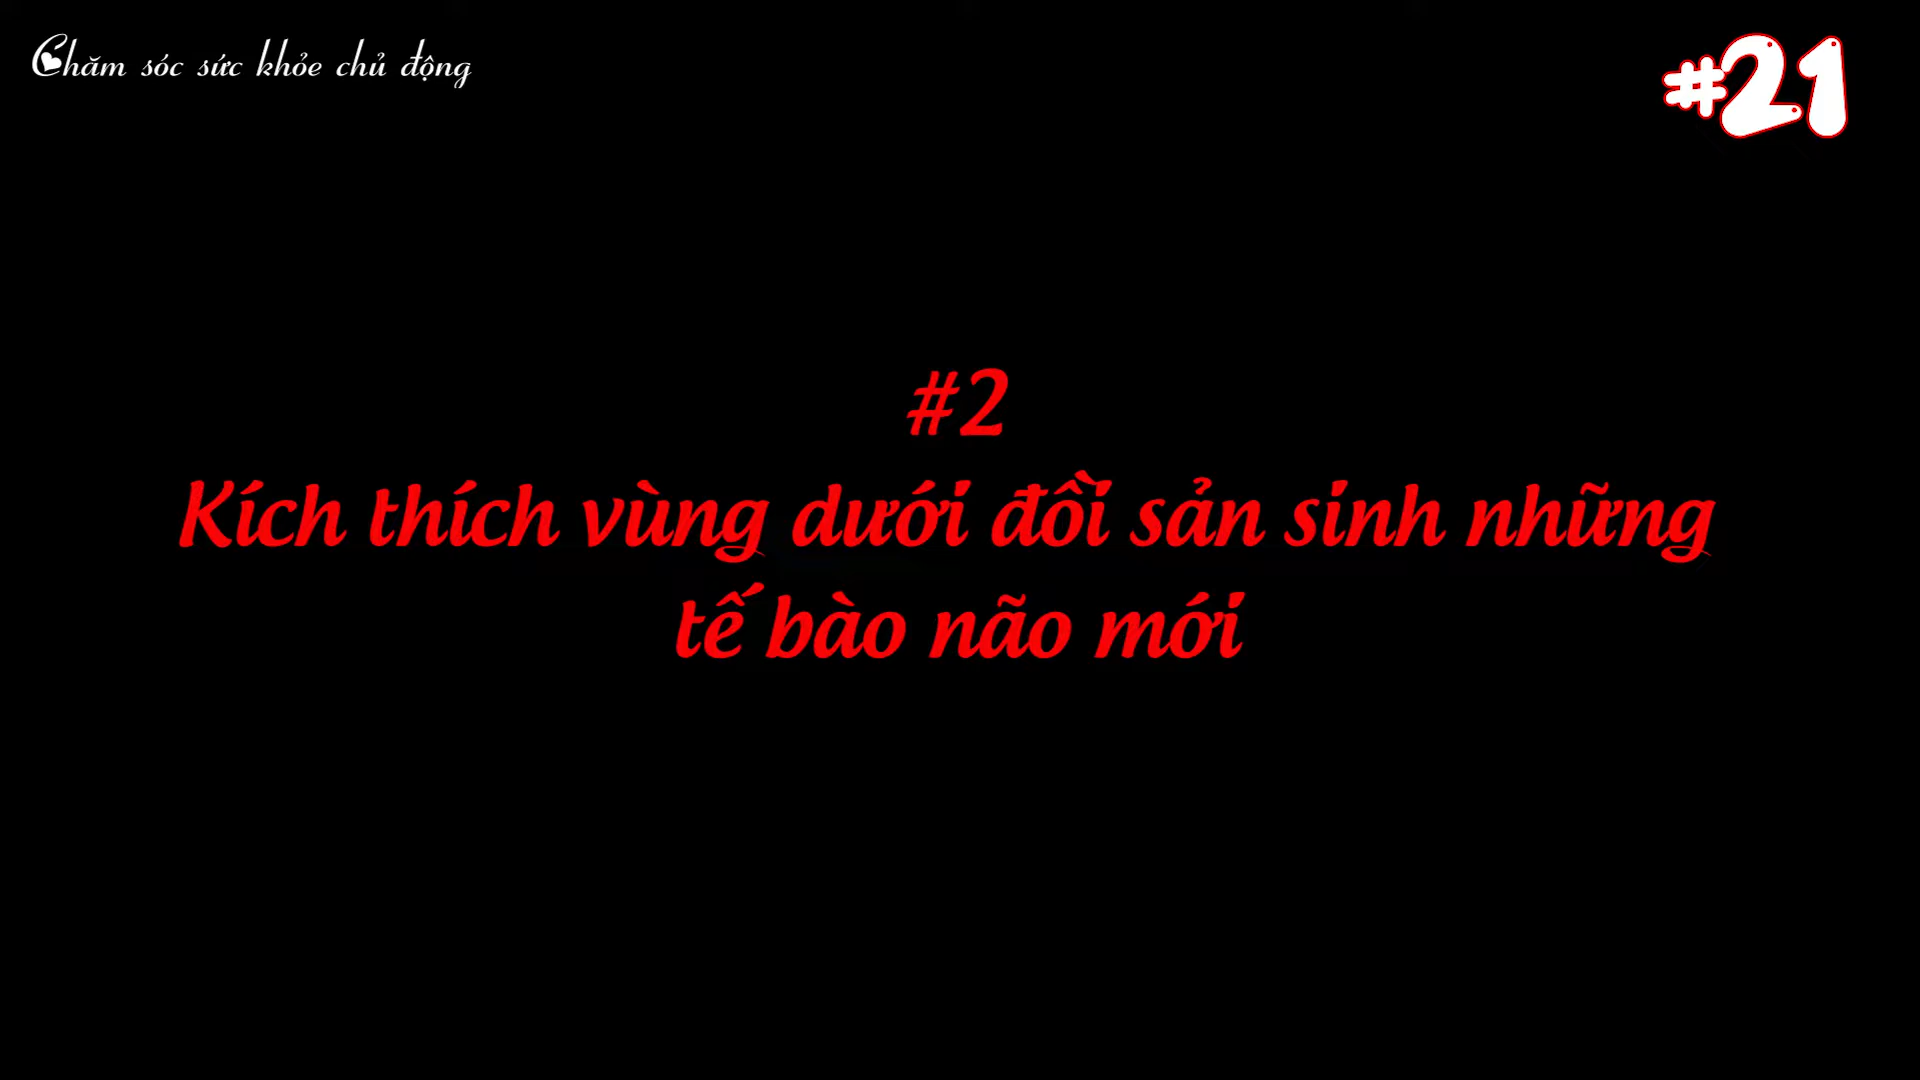 Chăm sóc sức khỏe chủ động
#21
#2
Kích thích vùng dưới đồi sản sinh những
tế bào não mới